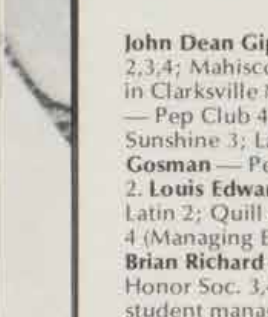 John Dean Gi
2,3,4; Mahisc
in Clarksville
— Pep Club 4
Sunshine 3; L
Gosman — Pe
2. Louis Edwa
Latin 2; Quill
4 (Managing E
Brian Richard
Honor Soc. 3,
student mana